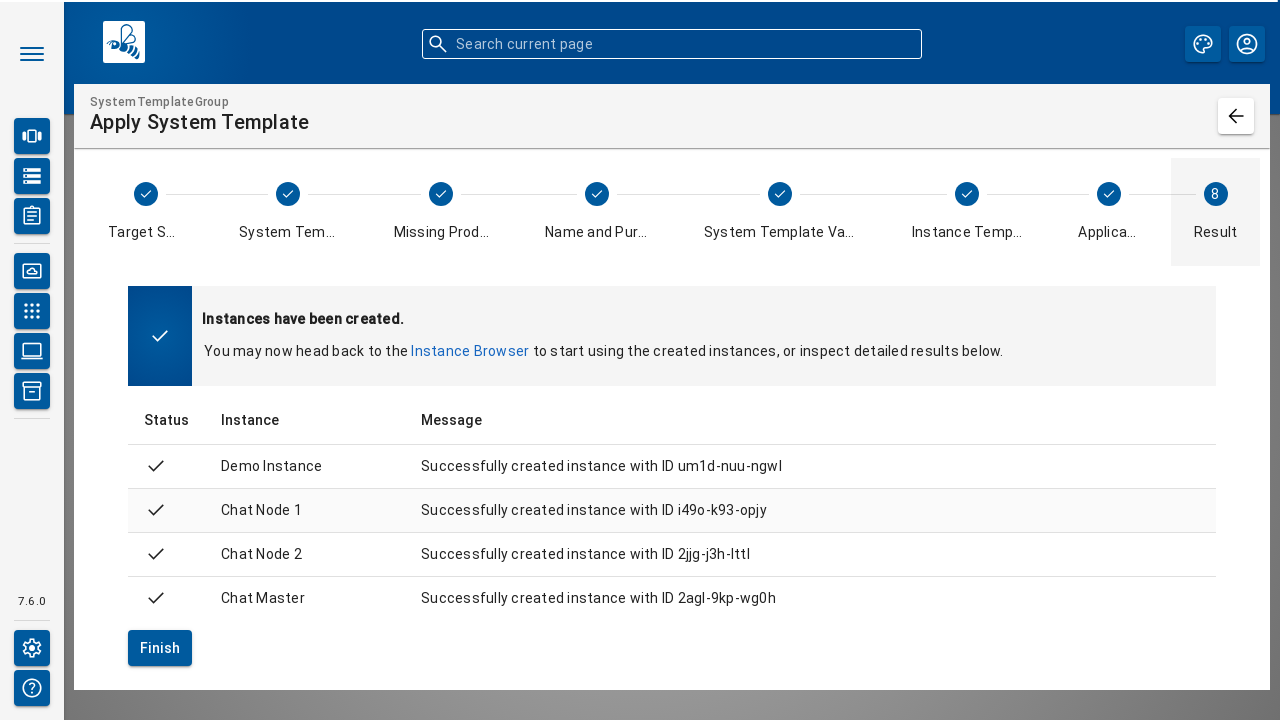 Search current page
SystemTemplateGroup
Apply System Template
8
Target S...
System Tem...
Missing Prod...
Name and Pur...
System Template Va...
Instance Temp...
Applica...
Result
Instances have been created.
You may now head back to the Instance Browser to start using the created instances, or inspect detailed results below.
Status Instance Message
Demo Instance Successfully created instance with ID um1d-nuu-ngwl
Chat Node 1 Successfully created instance with ID i49o-k93-opjy
Chat Node 2 Successfully created instance with ID 2jjg-j3h-lttl
Chat Master Successfully created instance with ID 2agl-9kp-wg0h
Finish
7.6.0